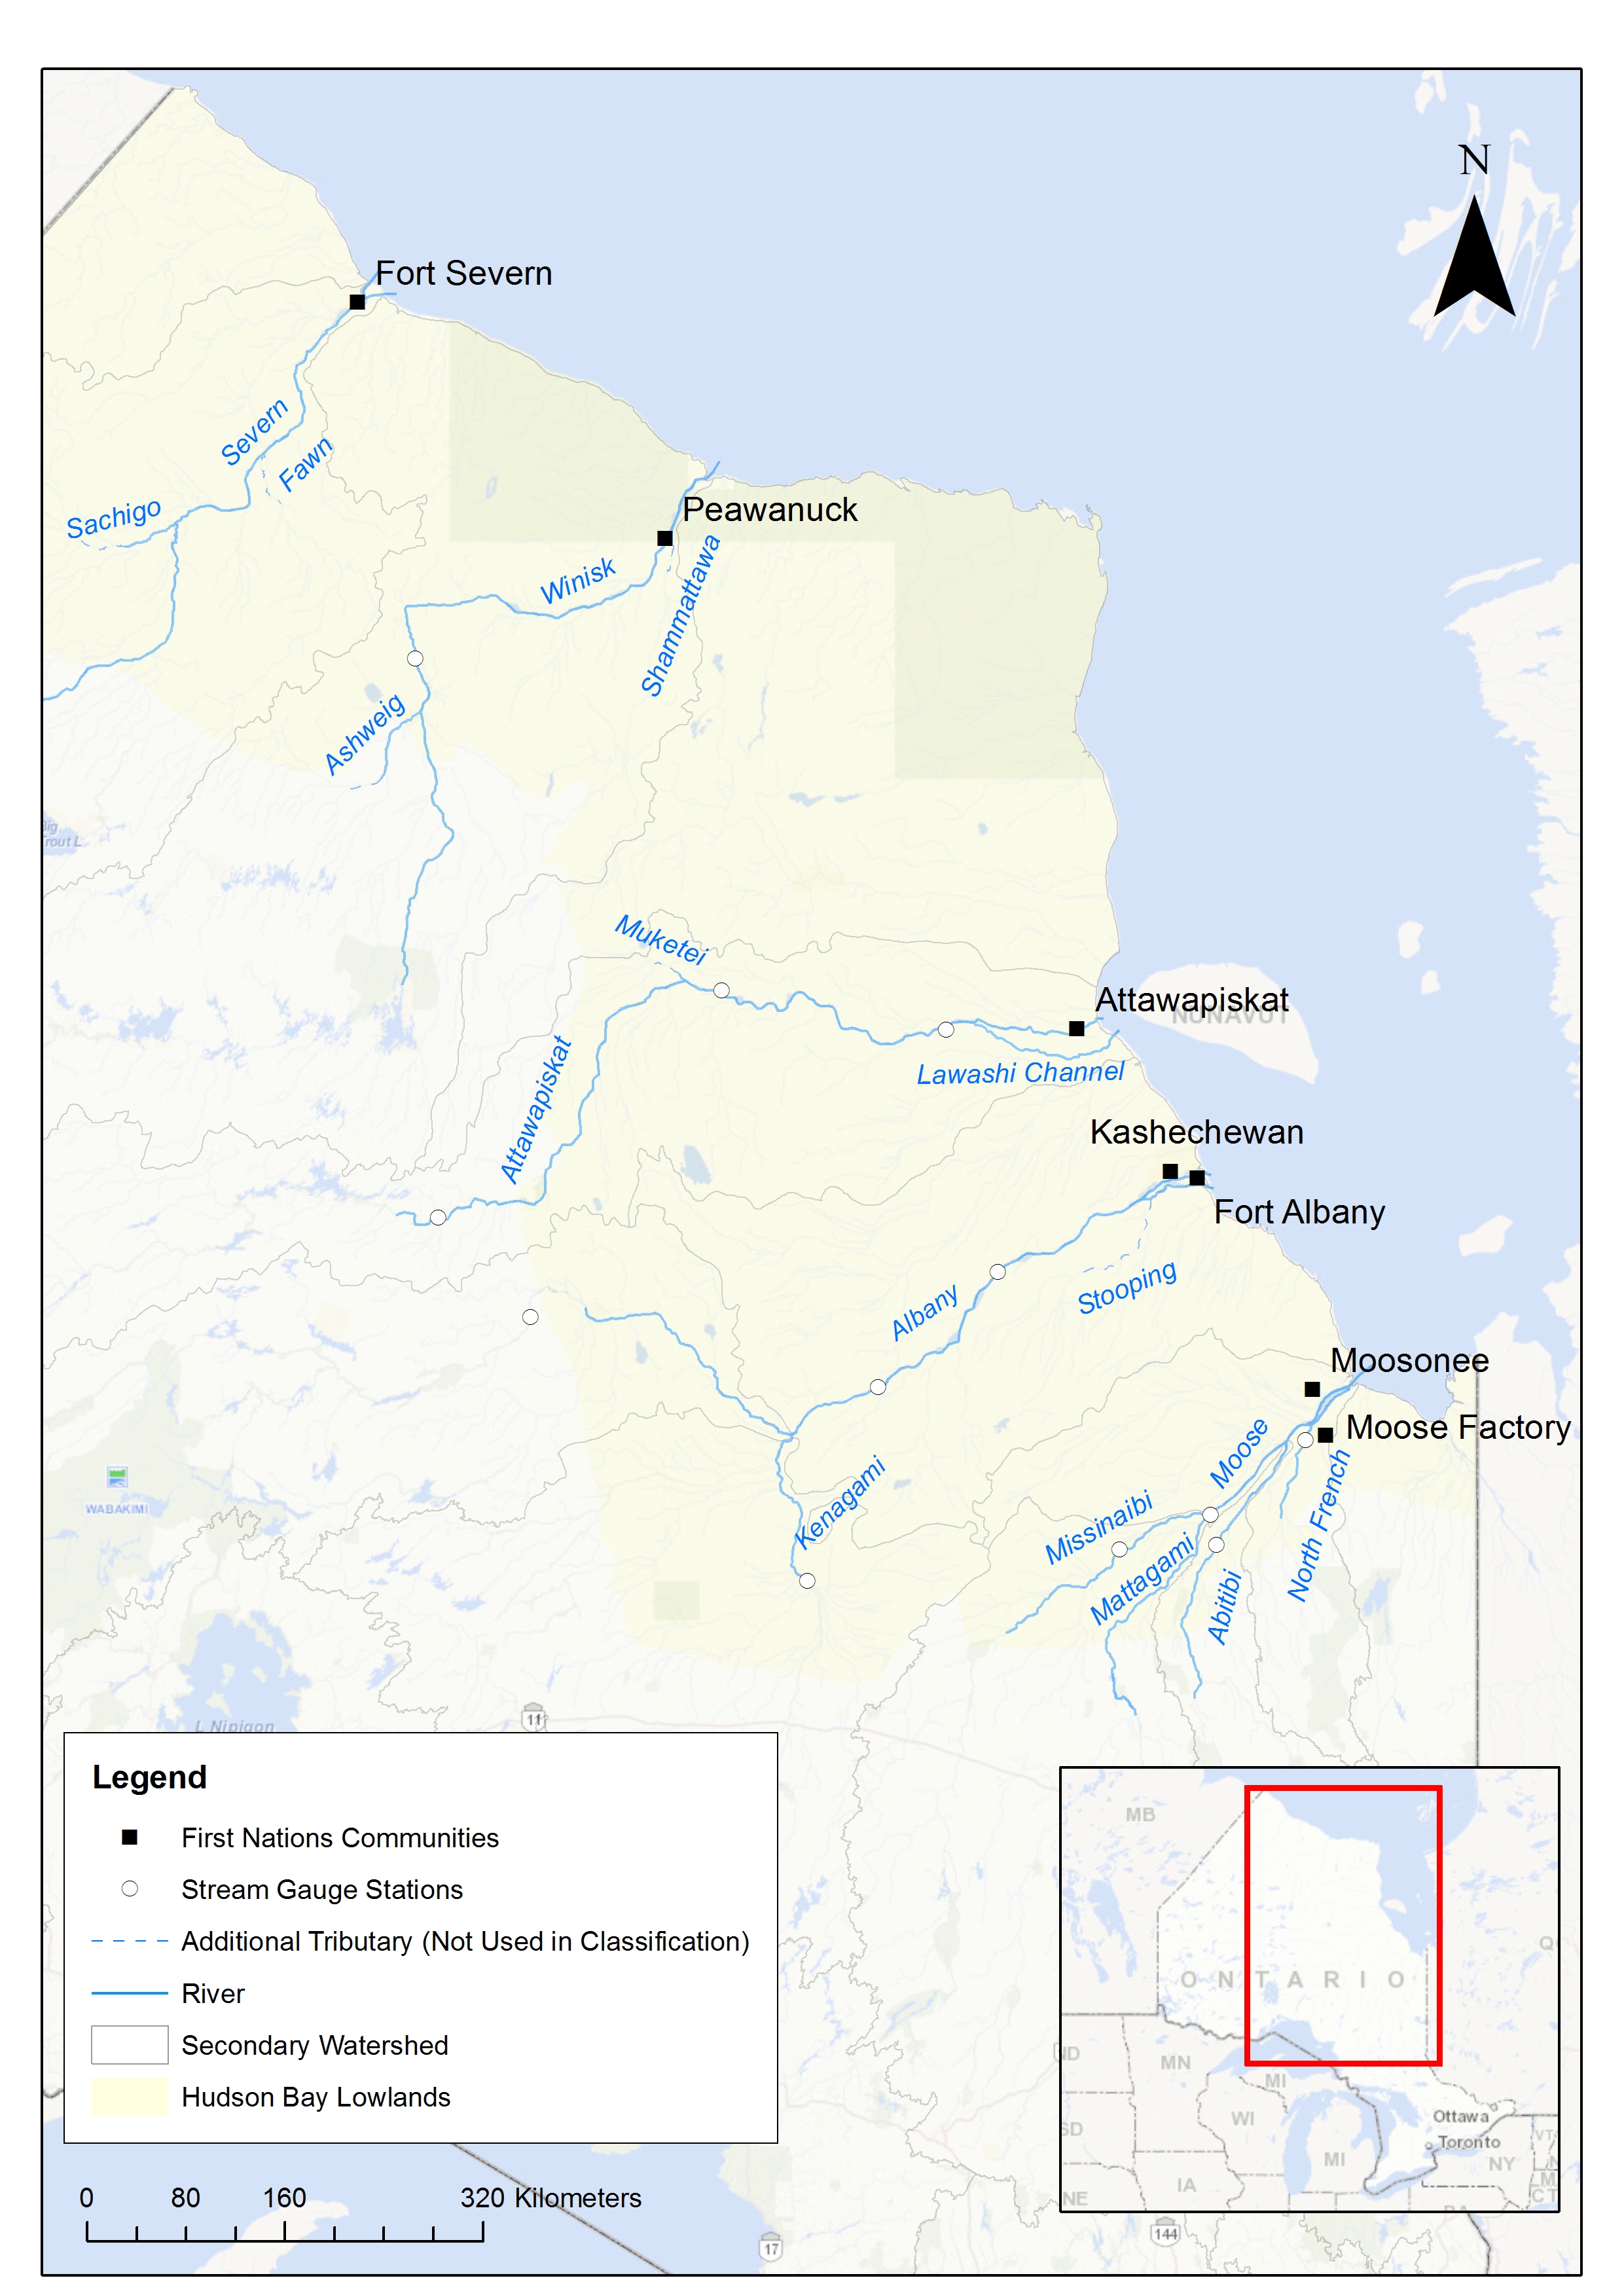 N
Fort Severn
Severn
Fawn
Sachigo
Peawanuck
Winisk
Shammattawa
Ashweig
Big
Trout L
Muketei
Attawapiskat
NUNAVUT
Lawashi Channel
Attawapiskat
Kashechewan
Fort Albany
Stooping
Albany
Moosonee
Moose Factory
Moose
North French
Missinaibi
Mattagami
Abitibi
Kenagami
WABAKIMI
L Nipigon
11
Legend
First Nations Communities
Stream Gauge Stations
Additional Tributary (Not Used in Classification)
River
Secondary Watershed
Hudson Bay Lowlands
0 80 160 320 Kilometers
17
144
MB
ONTARIO
ND
MN
MI
SD
WI
Ottawa
Toronto
VT
MI
NY
IA
NE
CT
PA